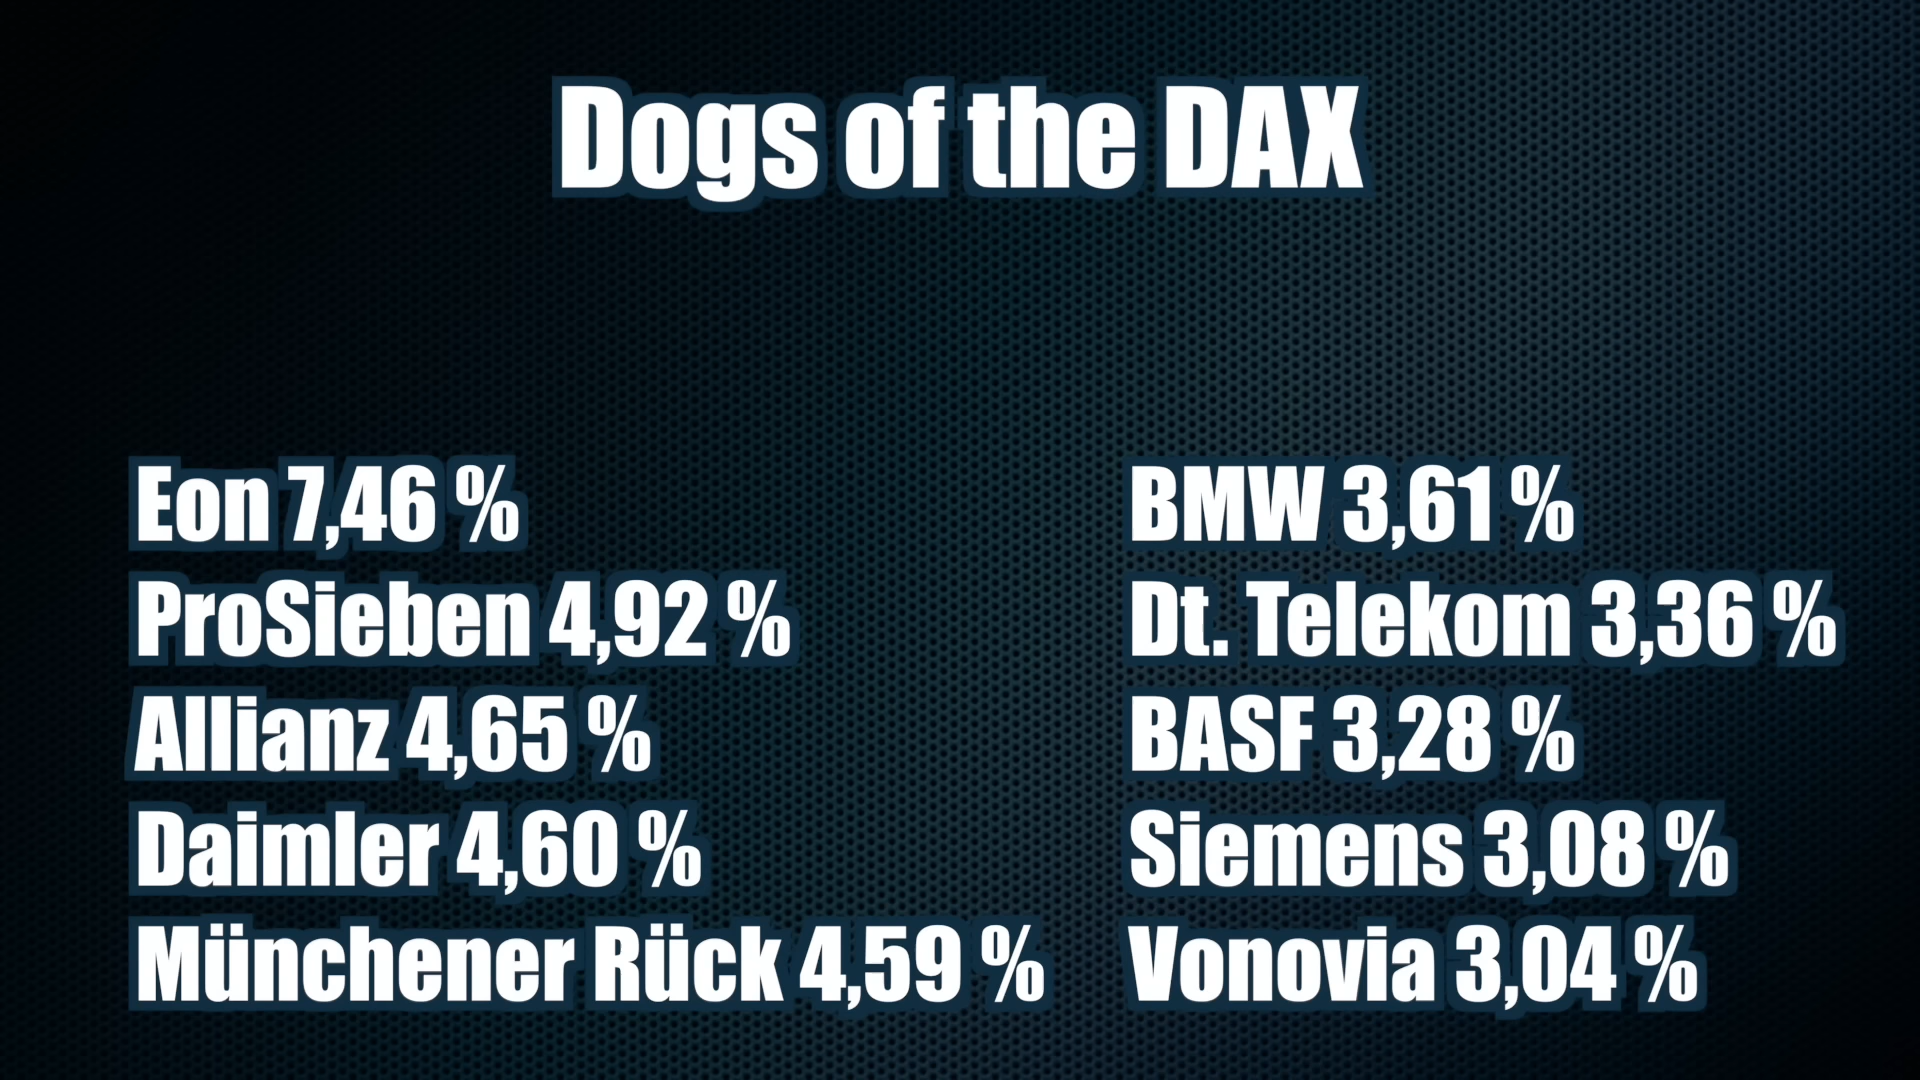 Dogs of the DAX
Eon 7,46 %
ProSieben 4,92 %
Allianz 4,65 %
Daimler 4,60 %
Münchener Rück 4,59 %
BMW 3,61 %
Dt. Telekom 3,36 %
BASF 3,28 %
Siemens 3,08 %
Vonovia 3,04 %